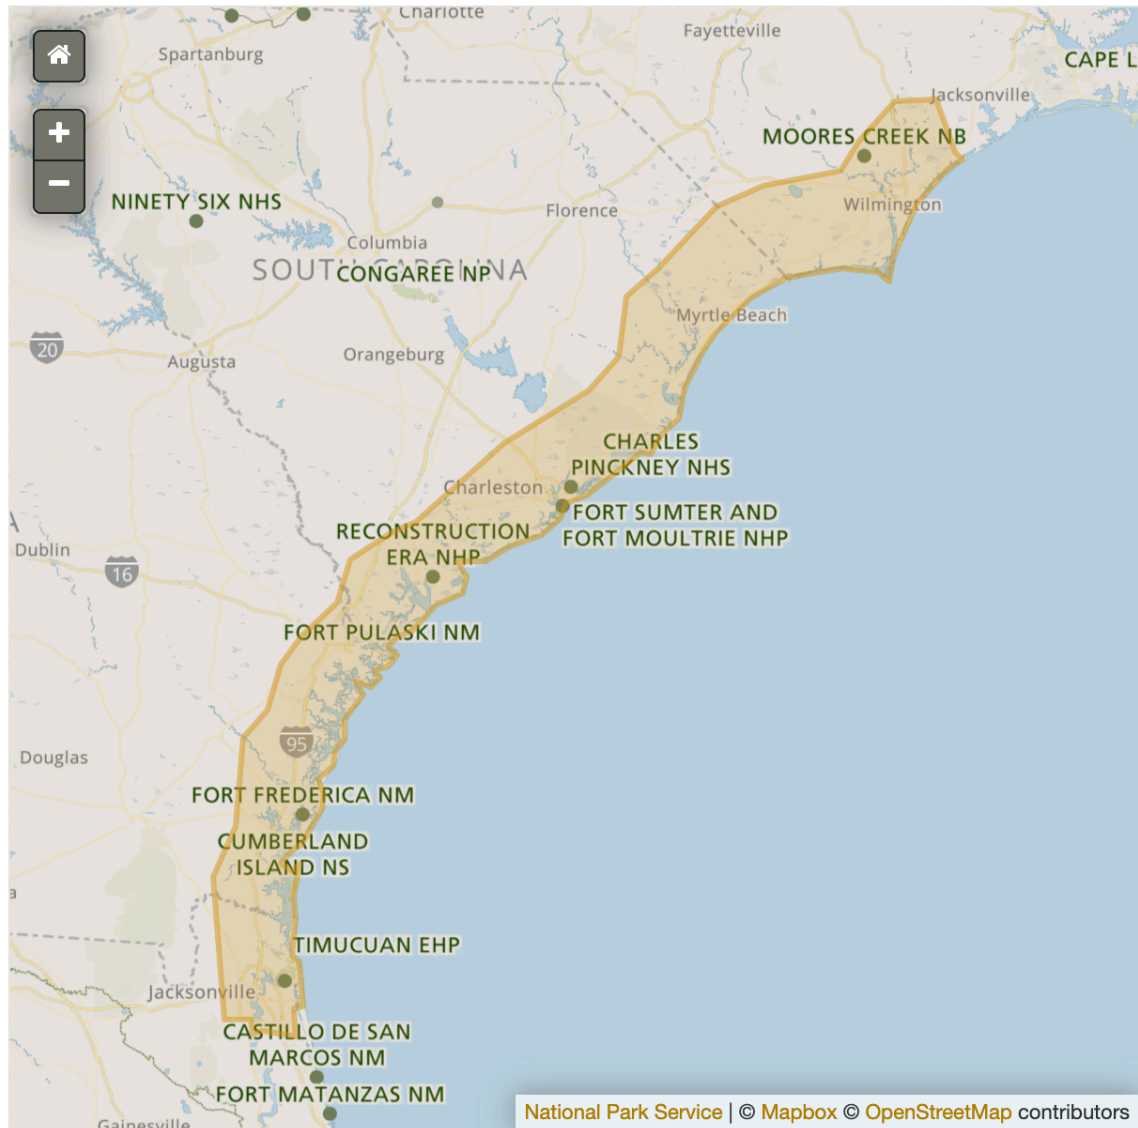 Charlotte
Fayetteville
Spartanburg
CAPE L
Jacksonville
+
MOORES CREEK NB
−
NINETY SIX NHS
Wilmington
Florence
Columbia
SOUTH CAROLINA
CONGAREE NP
Myrtle Beach
20
Orangeburg
Augusta
CHARLES
PINCKNEY NHS
Charleston
FORT SUMTER AND
FORT MOULTRIE NHP
RECONSTRUCTION
ERA NHP
A
Dublin
16
FORT PULASKI NM
95
Douglas
FORT FREDERICA NM
CUMBERLAND
ISLAND NS
a
TIMUCUAN EHP
Jacksonville
CASTILLO DE SAN
MARCOS NM
FORT MATANZAS NM
Gainesville
National Park Service | © Mapbox © OpenStreetMap contributors